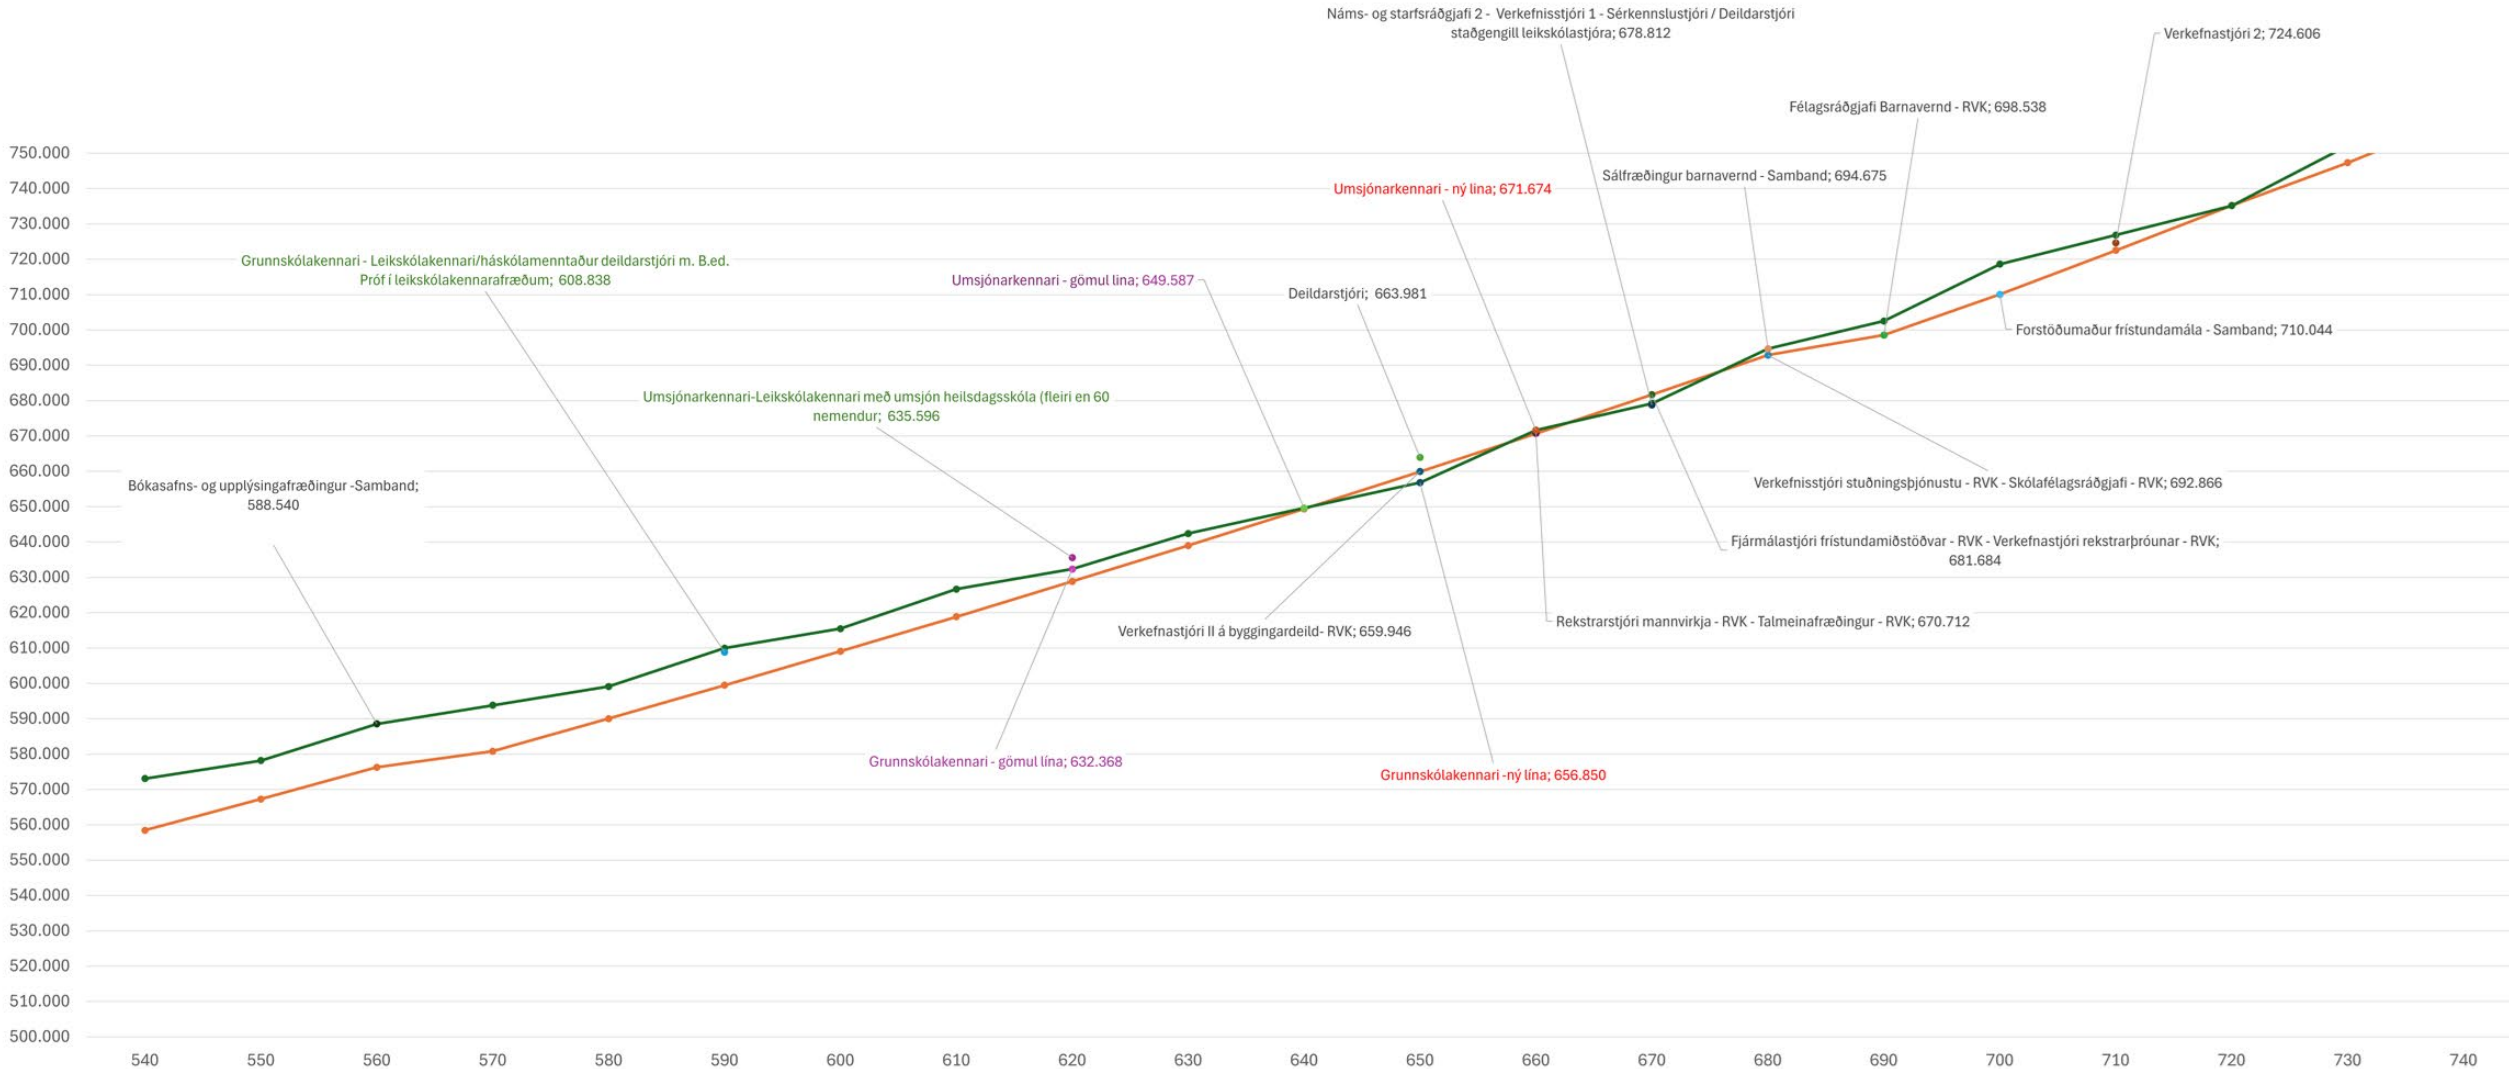 Náms- og starfsráðgjafi 2 - Verkefnisstjóri 1 - Sérkennslustjóri / Deildarstjóri
staðgengill leikskólastjóra; 678.812
Verkefnastjóri 2; 724.606
Félagsráðgjafi Barnavernd - RVK; 698.538
Sálfræðingur barnavernd - Samband; 694.675
Umsjónarkennari - ný lina; 671.674
Grunnskólakennari - Leikskólakennari/háskólamenntaður deildarstjóri m. B.ed.
Próf í leikskólakennarafræðum; 608.838
Umsjónarkennari - gömul lina; 649.587
Deildarstjóri; 663.981
Forstöðumaður frístundamála - Samband; 710.044
Umsjónarkennari-Leikskólakennari með umsjón heilsdagsskóla (fleiri en 60
nemendur; 635.596
Bókasafns- og upplýsingafræðingur -Samband;
588.540
Verkefnisstjóri stuðningsþjónustu - RVK - Skólafélagsráðgjafi - RVK; 692.866
Fjármálastjóri frístundamiðstöðvar - RVK - Verkefnastjóri rekstrarþróunar - RVK;
681.684
Rekstrarstjóri mannvirkja - RVK - Talmeinafræðingur - RVK; 670.712
Verkefnastjóri II á byggingardeild- RVK; 659.946
Grunnskólakennari - gömul lína; 632.368
Grunnskólakennari -ný lína; 656.850
750.000
740.000
730.000
720.000
710.000
700.000
690.000
680.000
670.000
660.000
650.000
640.000
630.000
620.000
610.000
600.000
590.000
580.000
570.000
560.000
550.000
540.000
530.000
520.000
510.000
500.000
540 550 560 570 580 590 600 610 620 630 640 650 660 670 680 690 700 710 720 730 740